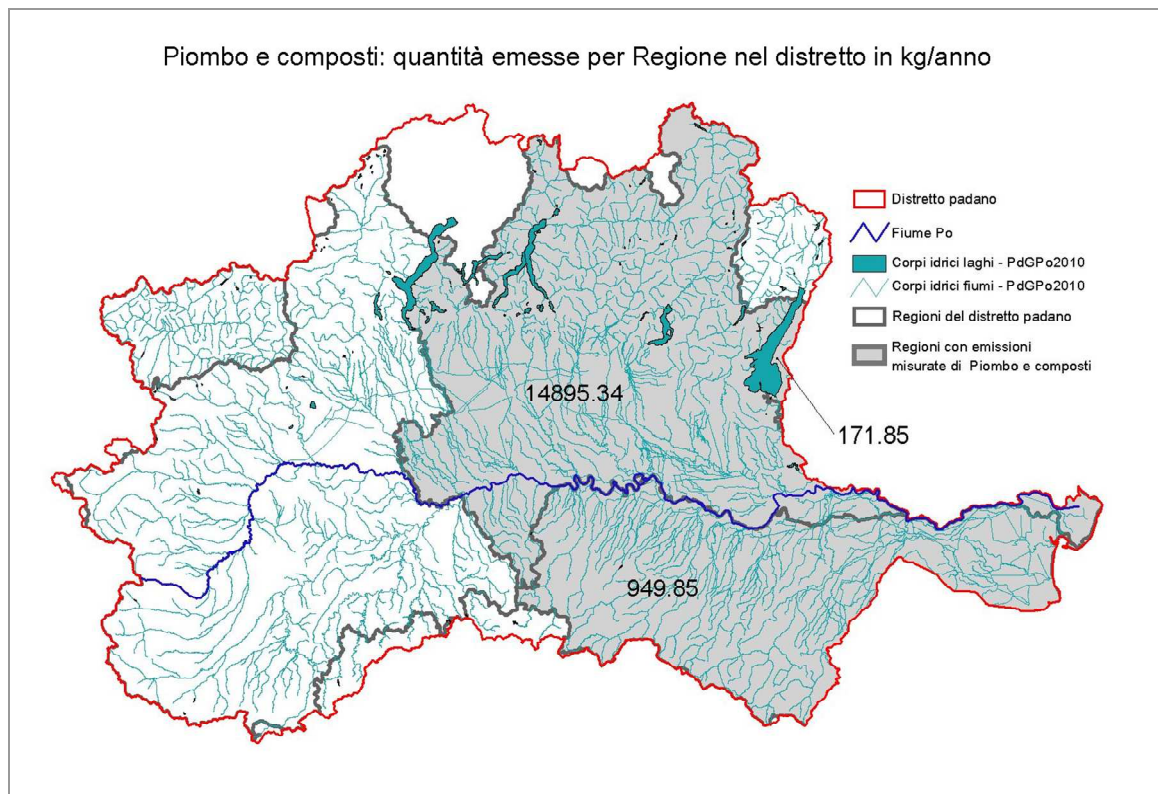 Piombo e composti: quantità emesse per Regione nel distretto in kg/anno
Distretto padano
Fiume Po
Corpi idrici laghi - PdGPo2010
Corpi idrici fiumi - PdGPo2010
Regioni del distretto padano
Regioni con emissioni
misurate di Piombo e composti
14895.34
171.85
949.85